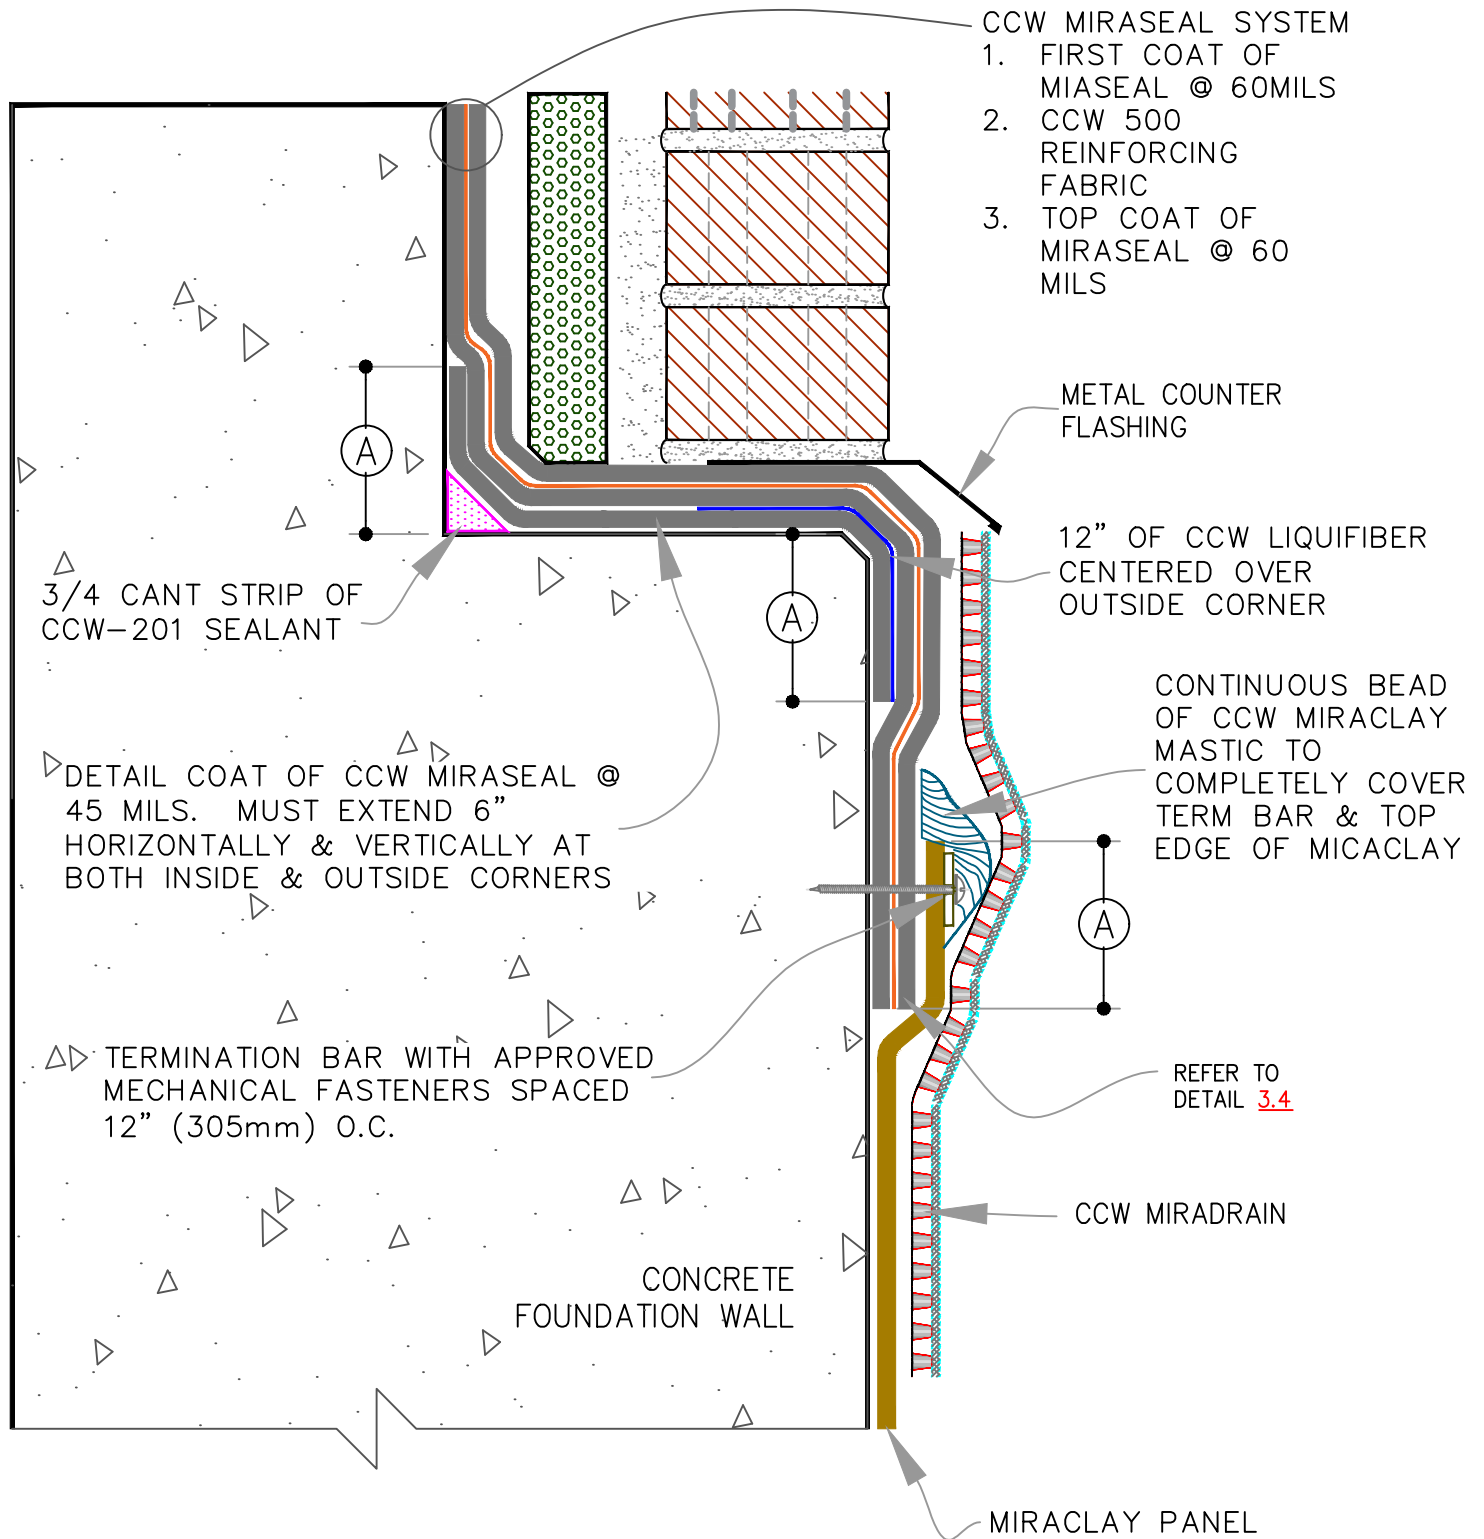 CCW MIRASEAL SYSTEM
1. FIRST COAT OF
MIASEAL @ 60MILS
2. CCW 500
REINFORCING
FABRIC
3. TOP COAT OF
MIRASEAL @ 60
MILS
METAL COUNTER
FLASHING
A
12” OF CCW LIQUIFIBER
CENTERED OVER
OUTSIDE CORNER
3/4 CANT STRIP OF
CCW-201 SEALANT
A
CONTINUOUS BEAD
OF CCW MIRACLAY
MASTIC TO
COMPLETELY COVER
TERM BAR & TOP
EDGE OF MICACLAY
DETAIL COAT OF CCW MIRASEAL @
45 MILS. MUST EXTEND 6”
HORIZONTALLY & VERTICALLY AT
BOTH INSIDE & OUTSIDE CORNERS
A
TERMINATION BAR WITH APPROVED
MECHANICAL FASTENERS SPACED
12” (305mm) O.C.
REFER TO
DETAIL 3.4
CCW MIRADRAIN
CONCRETE
FOUNDATION WALL
MIRACLAY PANEL